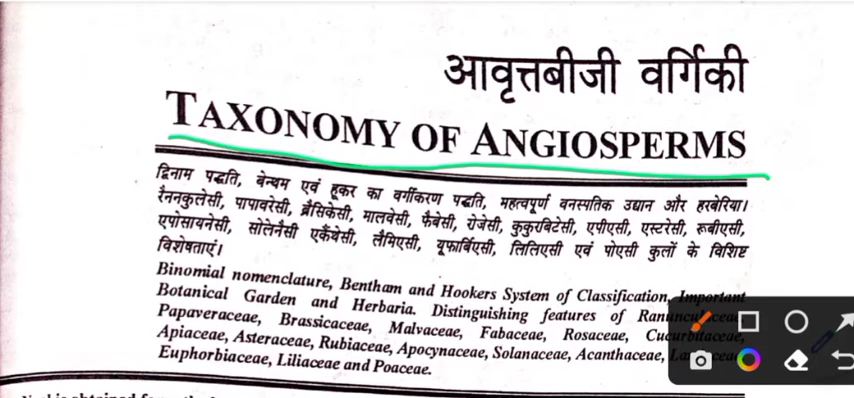 आवृत्तबीजी वर्गिकी
TAXONOMY OF ANGIOSPERMS
द्विनाम पद्धति, बेन्थम एवं हूकर का वर्गीकरण पद्धति, महत्वपूर्ण वनस्पतिक उद्यान और हरबेरिया।
रैननकुलेसी, पापावरेसी, ब्रैसिकेसी, मालवेसी, फैबेसी, रोजेसी, कुकुरबिटेसी, एपीएसी, एस्टरेसी, रूबीएसी,
एपोसायनेसी, सोलेनैसी एकैंथेसी, लैमिएसी, यूफार्बिएसी, लिलिएसी एवं पोएसी कुलों के विशिष्ट
विशेषताएं।
Binomial nomenclature, Bentham and Hookers System of Classification, Important
Botanical Garden and Herbaria. Distinguishing features of Ranunculaceae,
Papaveraceae, Brassicaceae, Malvaceae, Fabaceae, Rosaceae, Cucurbitaceae,
Apiaceae, Asteraceae, Rubiaceae, Apocynaceae, Solanaceae, Acanthaceae,
Euphorbiaceae, Liliaceae and Poaceae.